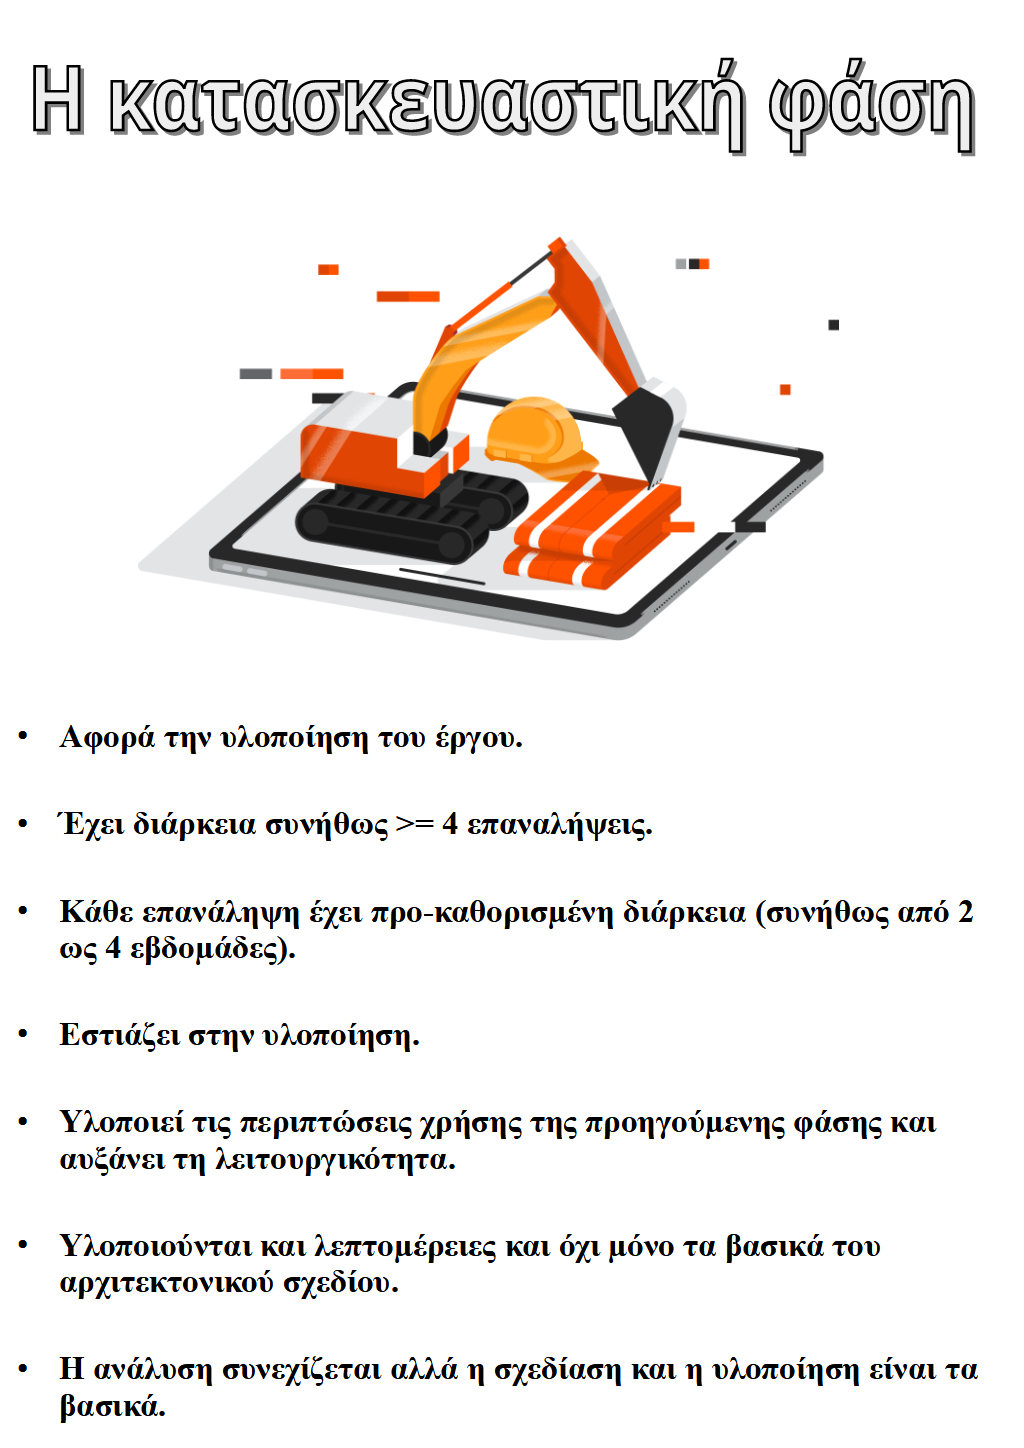 Η κατασκευαστική φάση
• Αφορά την υλοποίηση του έργου.
• Έχει διάρκεια συνήθως >= 4 επαναλήψεις.
• Κάθε επανάληψη έχει προ-καθορισμένη διάρκεια (συνήθως από 2
ως 4 εβδομάδες).
• Εστιάζει στην υλοποίηση.
• Υλοποιεί τις περιπτώσεις χρήσης της προηγούμενης φάσης και
αυξάνει τη λειτουργικότητα.
• Υλοποιούνται και λεπτομέρειες και όχι μόνο τα βασικά του
αρχιτεκτονικού σχεδίου.
• Η ανάλυση συνεχίζεται αλλά η σχεδίαση και η υλοποίηση είναι τα
βασικά.